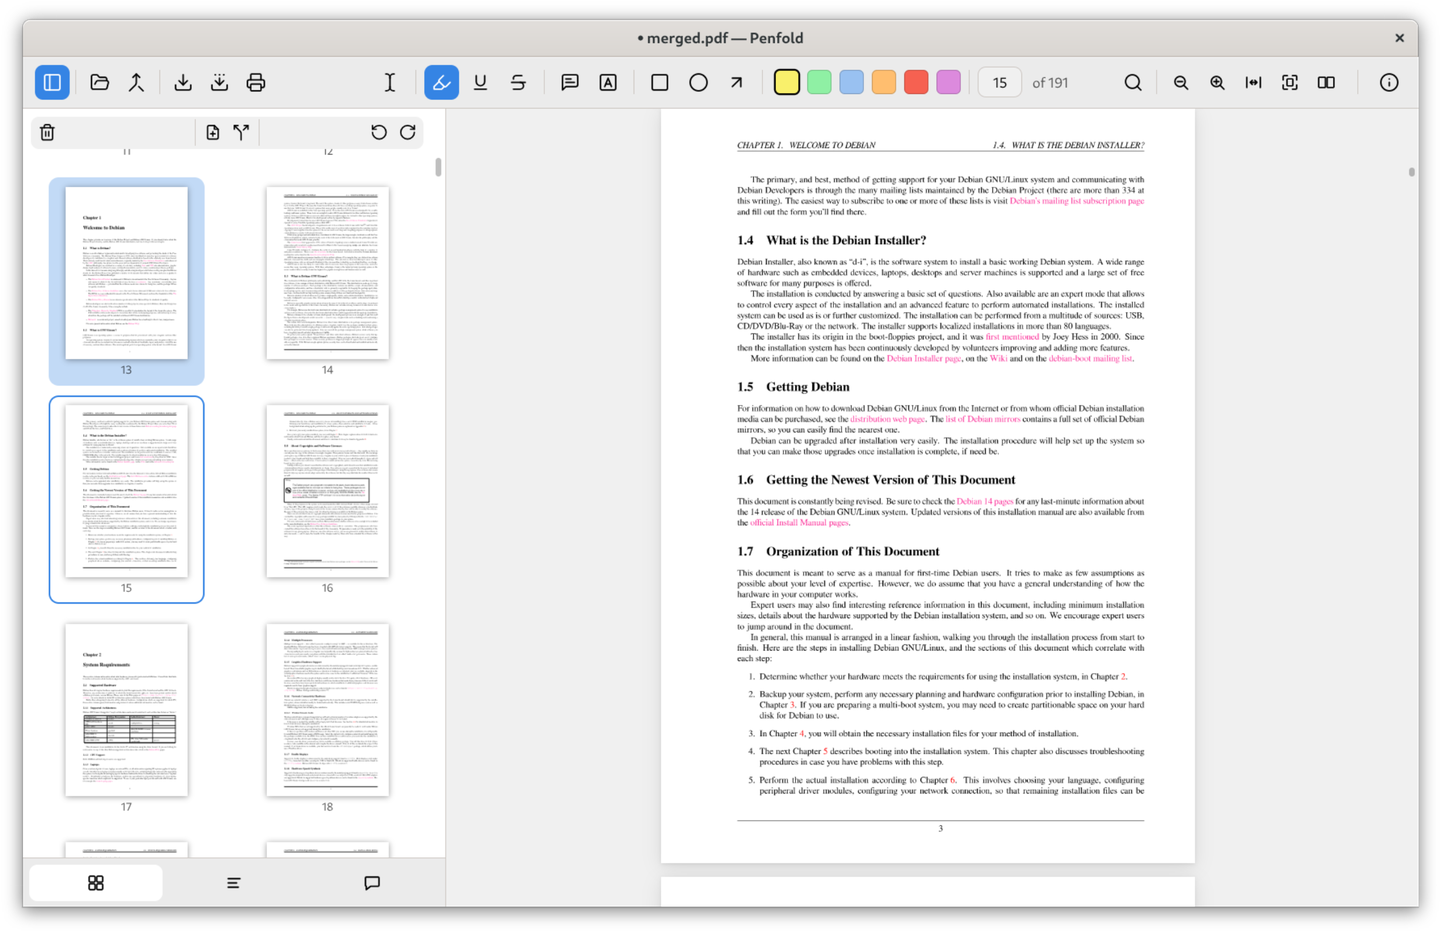 • merged.pdf — Penfold
15 of 191
11
12
Chapter 1
Welcome to Debian
13
14
15
16
Chapter 2
System Requirements
17
18
CHAPTER 1. WELCOME TO DEBIAN 1.4. WHAT IS THE DEBIAN INSTALLER?
The primary, and best, method of getting support for your Debian GNU/Linux system and communicating with
Debian Developers is through the many mailing lists maintained by the Debian Project (there are more than 334 at
this writing). The easiest way to subscribe to one or more of these lists is visit Debian's mailing list subscription page
and fill out the form you'll find there.
1.4 What is the Debian Installer?
Debian Installer, also known as “d-i”, is the software system to install a basic working Debian system. A wide range
of hardware such as embedded devices, laptops, desktops and server machines is supported and a large set of free
software for many purposes is offered.
The installation is conducted by answering a basic set of questions. Also available are an expert mode that allows
to control every aspect of the installation and an advanced feature to perform automated installations. The installed
system can be used as is or further customized. The installation can be performed from a multitude of sources: USB,
CD/DVD/Blu-Ray or the network. The installer supports localized installations in more than 80 languages.
The installer has its origin in the boot-floppies project, and it was first mentioned by Joey Hess in 2000. Since
then the installation system has been continuously developed by volunteers improving and adding more features.
More information can be found on the Debian Installer page, on the Wiki and on the debian-boot mailing list.
1.5 Getting Debian
For information on how to download Debian GNU/Linux from the Internet or from whom official Debian installation
media can be purchased, see the distribution web page. The list of Debian mirrors contains a full set of official Debian
mirrors, so you can easily find the nearest one.
Debian can be upgraded after installation very easily. The installation procedure will help set up the system so
that you can make those upgrades once installation is complete, if need be.
1.6 Getting the Newest Version of This Document
This document is constantly being revised. Be sure to check the Debian 14 pages for any last-minute information about
the 14 release of the Debian GNU/Linux system. Updated versions of this installation manual are also available from
the official Install Manual pages.
1.7 Organization of This Document
This document is meant to serve as a manual for first-time Debian users. It tries to make as few assumptions as
possible about your level of expertise. However, we do assume that you have a general understanding of how the
hardware in your computer works.
Expert users may also find interesting reference information in this document, including minimum installation
sizes, details about the hardware supported by the Debian installation system, and so on. We encourage expert users
to jump around in the document.
In general, this manual is arranged in a linear fashion, walking you through the installation process from start to
finish. Here are the steps in installing Debian GNU/Linux, and the sections of this document which correlate with
each step:
1. Determine whether your hardware meets the requirements for using the installation system, in Chapter 2.
2. Backup your system, perform any necessary planning and hardware configuration prior to installing Debian, in
Chapter 3. If you are preparing a multi-boot system, you may need to create partitionable space on your hard
disk for Debian to use.
3. In Chapter 4, you will obtain the necessary installation files for your method of installation.
4. The next Chapter 5 describes booting into the installation system. This chapter also discusses troubleshooting
procedures in case you have problems with this step.
5. Perform the actual installation according to Chapter 6. This involves choosing your language, configuring
peripheral driver modules, configuring your network connection, so that remaining installation files can be
3